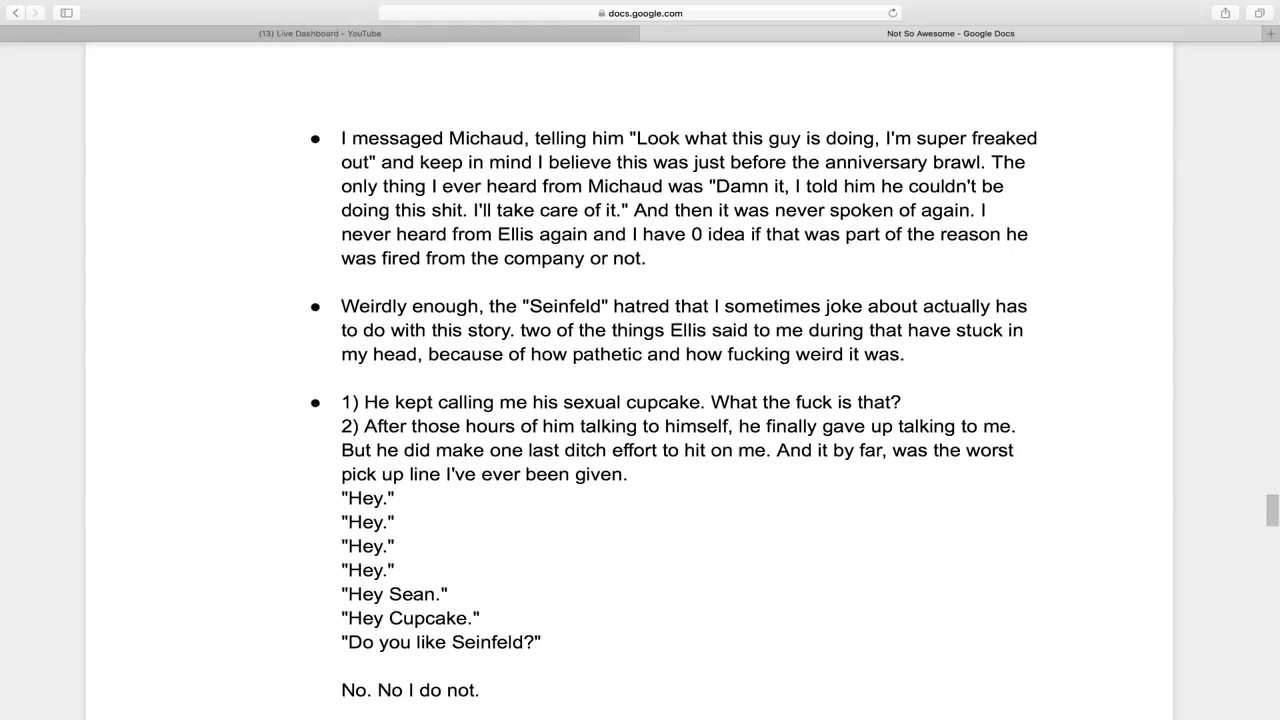 docs.google.com
(13) Live Dashboard - YouTube
Not So Awesome - Google Docs
● I messaged Michaud, telling him "Look what this guy is doing, I'm super freaked
out" and keep in mind I believe this was just before the anniversary brawl. The
only thing I ever heard from Michaud was "Damn it, I told him he couldn't be
doing this shit. I'll take care of it." And then it was never spoken of again. I
never heard from Ellis again and I have 0 idea if that was part of the reason he
was fired from the company or not.
● Weirdly enough, the "Seinfeld" hatred that I sometimes joke about actually has
to do with this story. two of the things Ellis said to me during that have stuck in
my head, because of how pathetic and how fucking weird it was.
● 1) He kept calling me his sexual cupcake. What the fuck is that?
2) After those hours of him talking to himself, he finally gave up talking to me.
But he did make one last ditch effort to hit on me. And it by far, was the worst
pick up line I've ever been given.
"Hey."
"Hey."
"Hey."
"Hey."
"Hey Sean."
"Hey Cupcake."
"Do you like Seinfeld?"
No. No I do not.